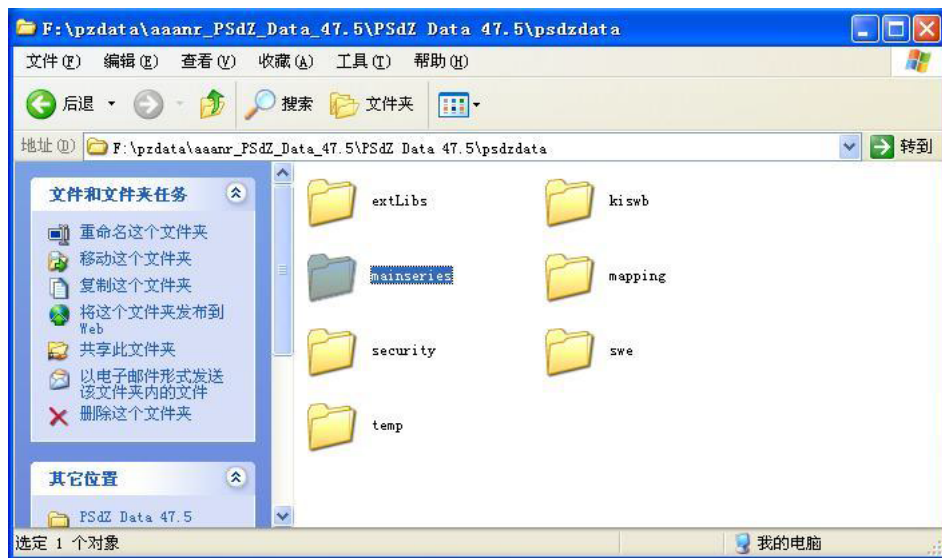 F:\pzdata\aaanr_PSdZ_Data_47.5\PSdZ Data 47.5\psdzdata
文件(F) 编辑(E) 查看(V) 收藏(A) 工具(T) 帮助(H)
后退 搜索 文件夹
地址(D) F:\pzdata\aaanr_PSdZ_Data_47.5\PSdZ Data 47.5\psdzdata 转到
文件和文件夹任务
重命名这个文件夹
移动这个文件夹
复制这个文件夹
将这个文件夹发布到
Web
共享此文件夹
以电子邮件形式发送
该文件夹内的文件
删除这个文件夹
其它位置
PSdZ Data 47.5
extLibs kiswb
mainseries mapping
security swe
temp
选定 1 个对象 我的电脑